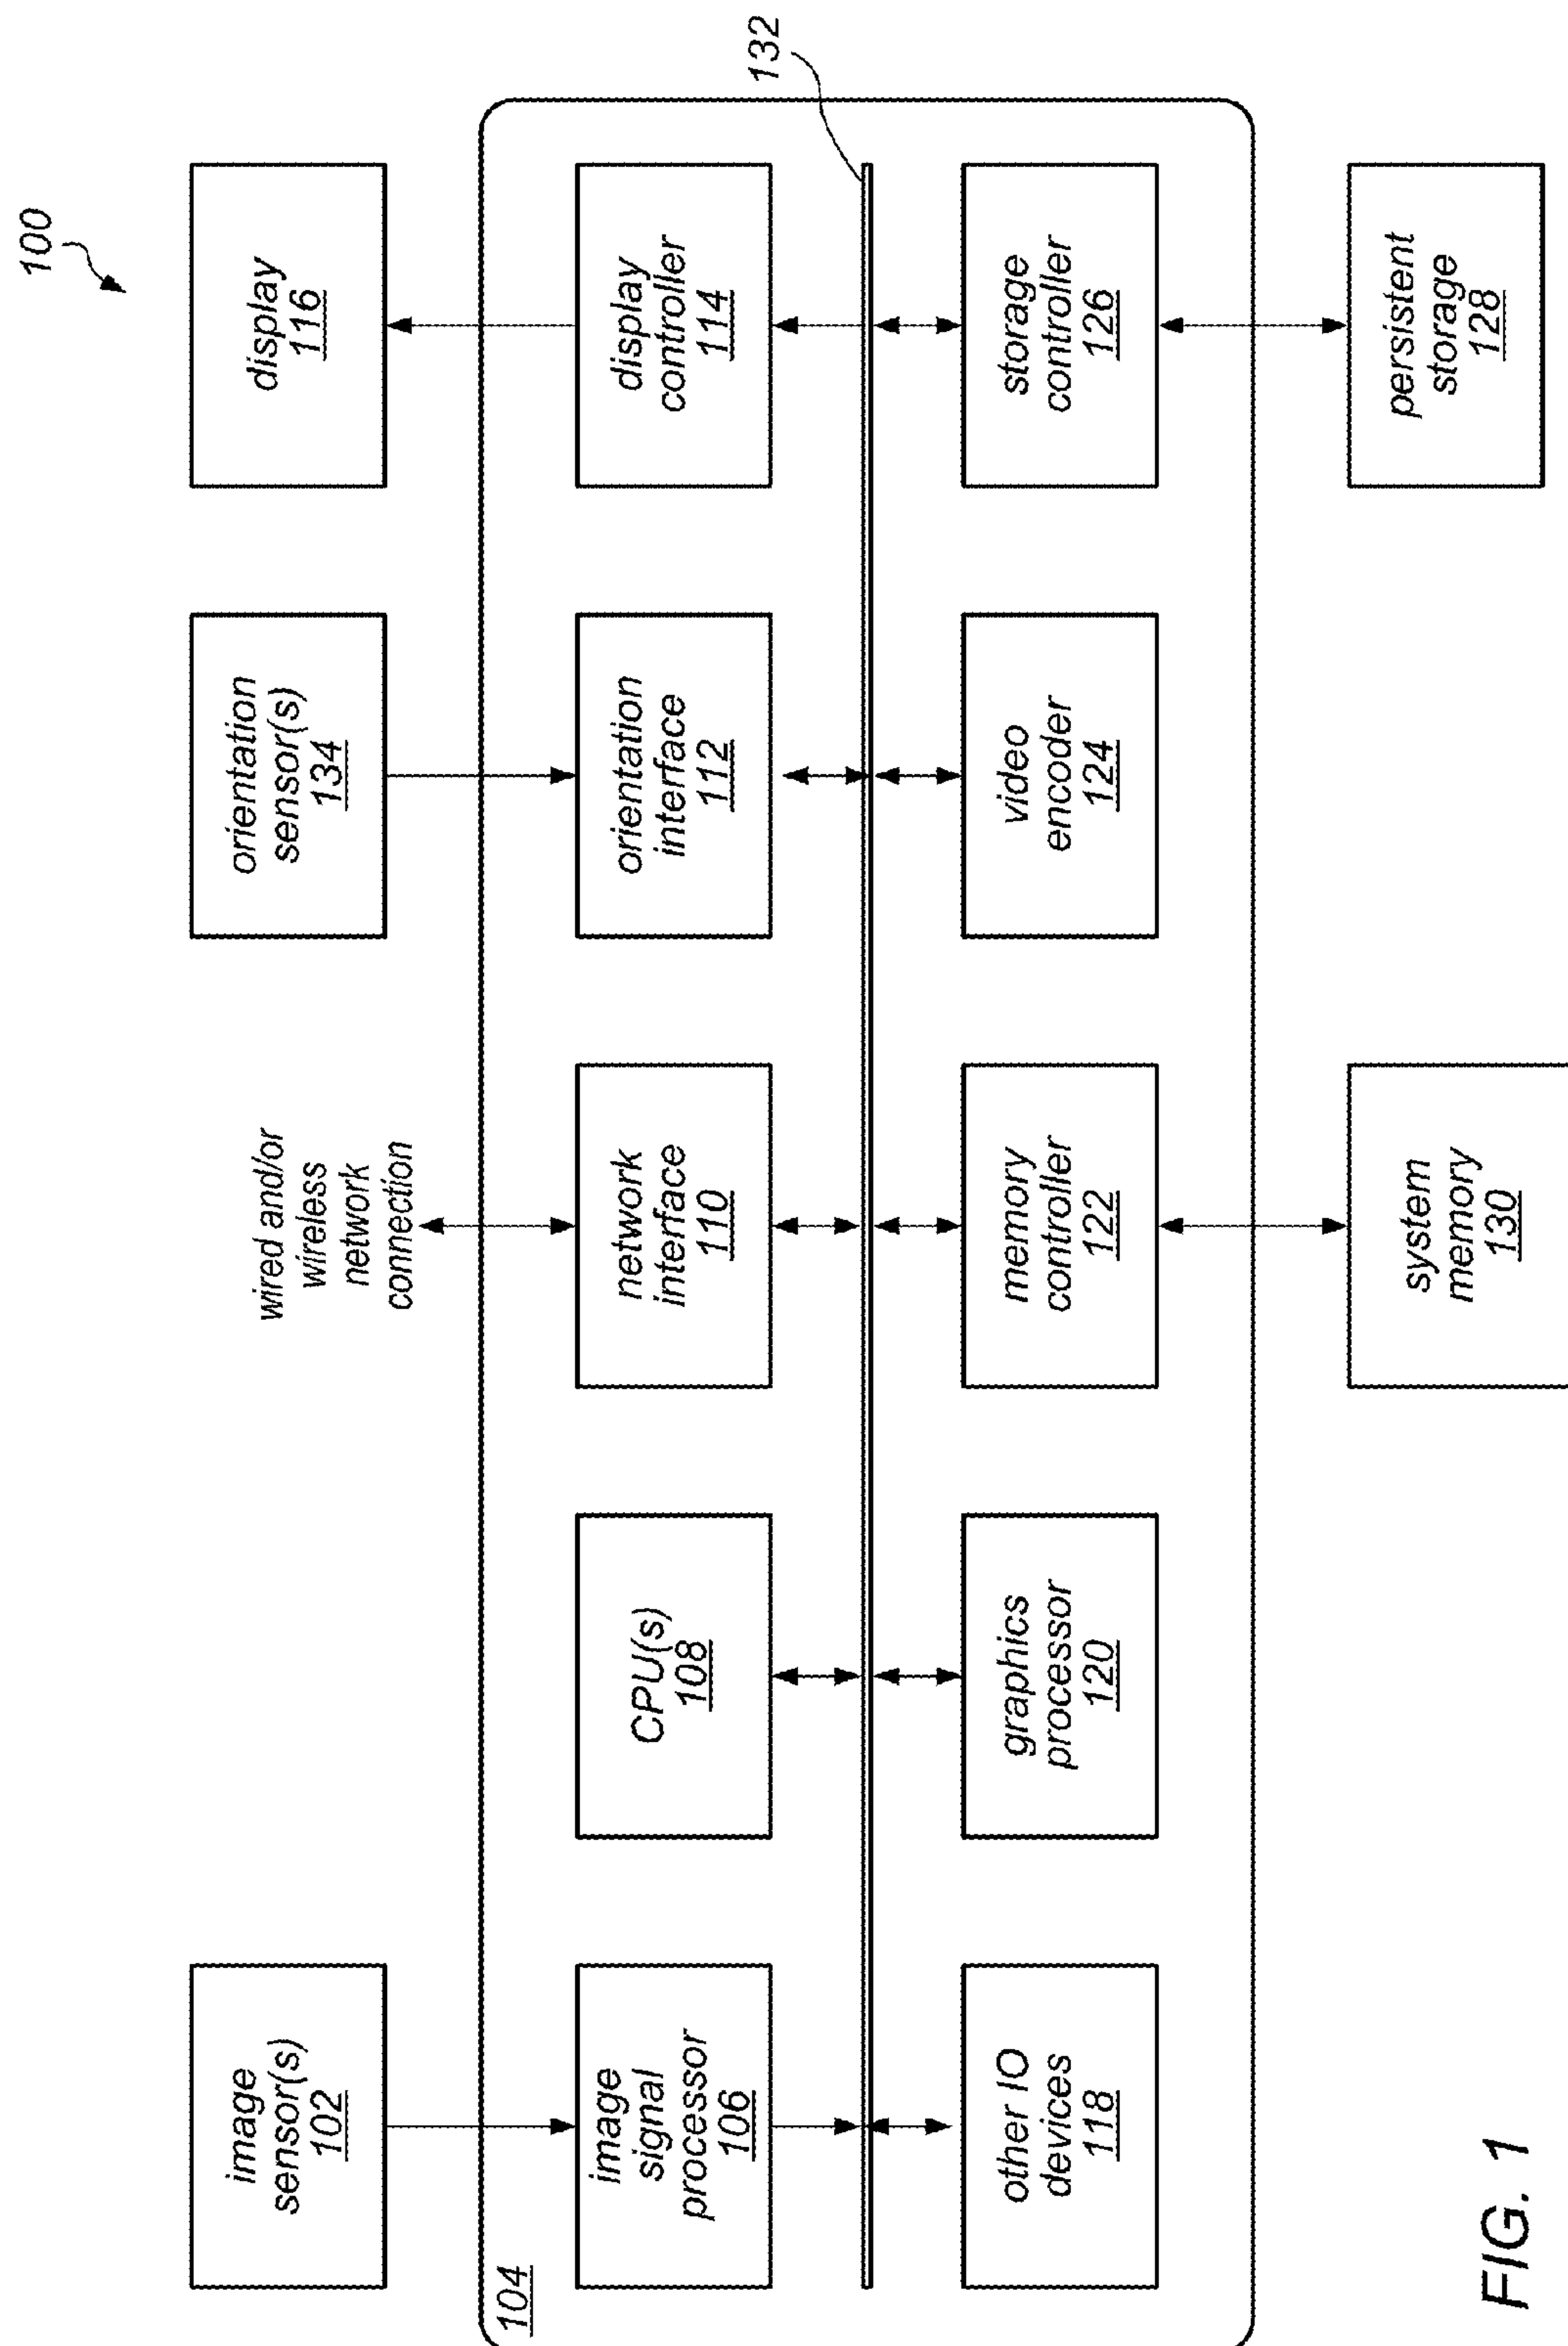 100
image
sensor(s)
102
wired and/or
wireless
network
connection
orientation
sensor(s)
134
display
116
104
image
signal
processor
106
CPU(s)
108
network
interface
110
orientation
interface
112
display
controller
114
132
other IO
devices
118
graphics
processor
120
memory
controller
122
video
encoder
124
storage
controller
126
system
memory
130
persistent
storage
128
FIG. 1